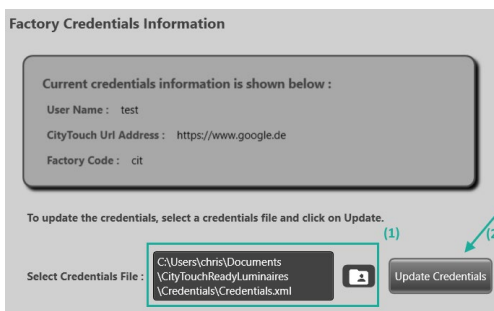 Factory Credentials Information
Current credentials information is shown below :
User Name : test
CityTouch Url Address : https://www.google.de
Factory Code : cit
To update the credentials, select a credentials file and click on Update.
(1)
(2
Select Credentials File :
C:\Users\chris\Documents
\CityTouchReadyLuminaires
\Credentials\Credentials.xml
Update Credentials